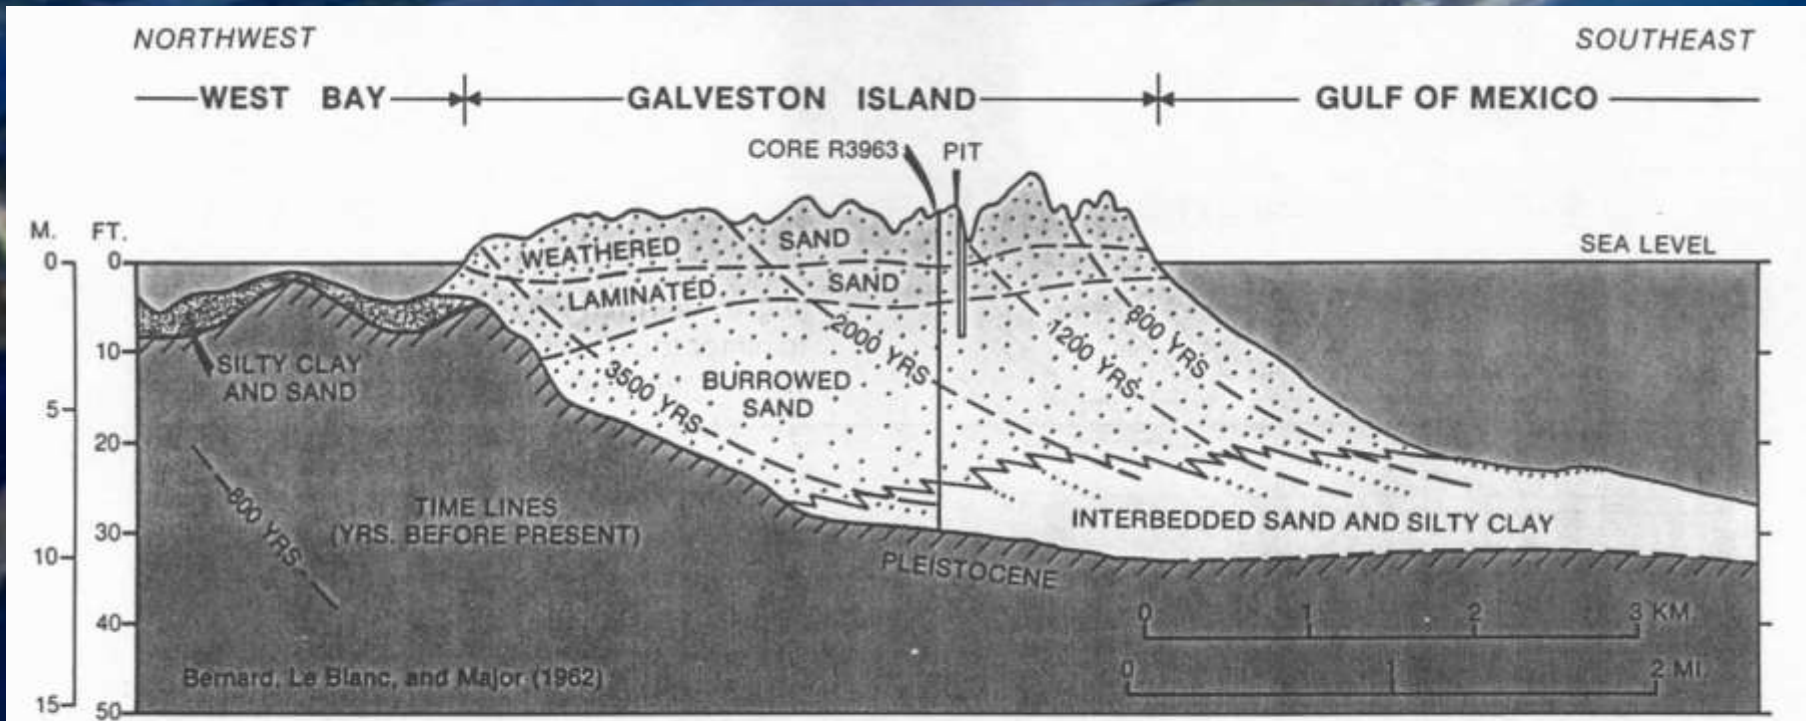 NORTHWEST
SOUTHEAST
WEST BAY
GALVESTON ISLAND
GULF OF MEXICO
CORE R3963
PIT
M.
FT.
0
0
SEA LEVEL
WEATHERED
SAND
LAMINATED
SAND
10
2000 YRS
1200 YRS
800 YRS
SILTY CLAY
AND SAND
3500 YRS
BURROWED
SAND
5
20
800 YRS
TIME LINES
(YRS. BEFORE PRESENT)
INTERBEDDED SAND AND SILTY CLAY
30
10
PLEISTOCENE
40
0 1 2 3 KM.
0 1 2 MI.
Bernard, Le Blanc, and Major (1962)
15
50